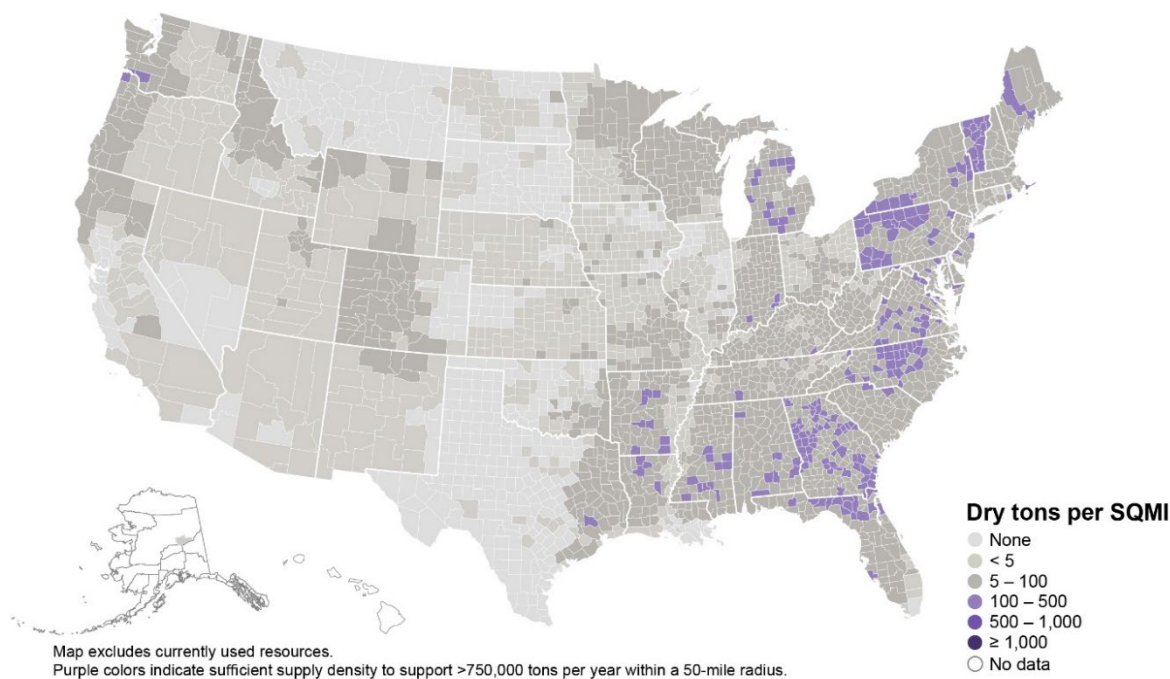 Dry tons per SQMI
None
< 5
5 – 100
100 – 500
500 – 1,000
≥ 1,000
No data
Map excludes currently used resources.
Purple colors indicate sufficient supply density to support >750,000 tons per year within a 50-mile radius.